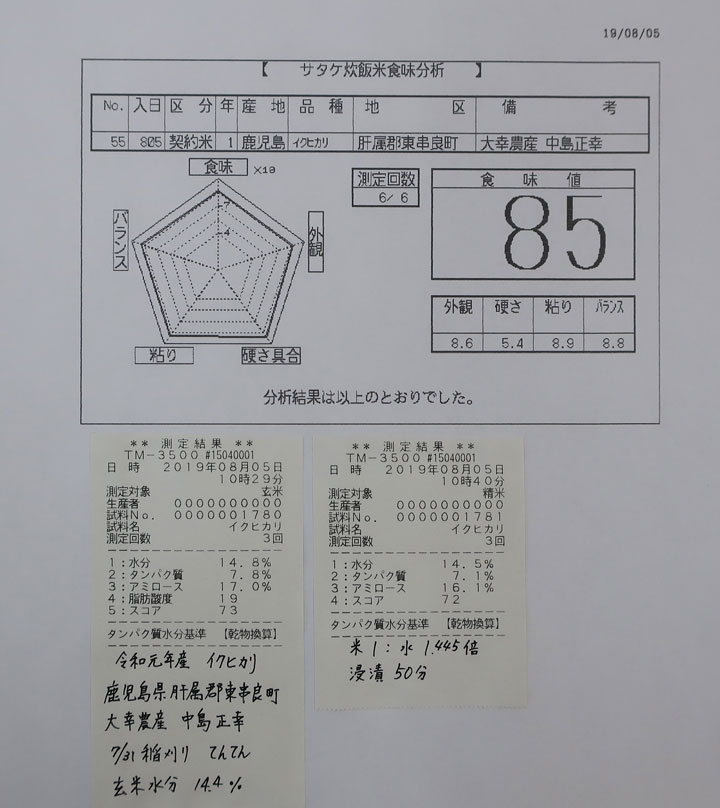 19/08/05
【 サタケ炊飯米食味分析 】
No. 入日 区 分 年 産 地 品 種 地 区 備 考
55 805 契約米 1 鹿児島 イクヒカリ 肝属郡東串良町 大幸農産 中島正幸
食味 ×10
7
4
バランス
外観
粘り
硬さ具合
測定回数
6/ 6
食 味 値
85
外観 硬さ 粘り バランス
8.6 5.4 8.9 8.8
分析結果は以上のとおりでした。
** 測定結果 **
TM-3500 #15040001
日 時 2019年08月05日
10時29分
測定対象 玄米
生産者 0000000000
試料No. 0000001780
試料名 イクヒカリ
測定回数 3回
1:水分 14.8%
2:タンパク質 7.8%
3:アミロース 17.0%
4:脂肪酸度 19
5:スコア 73
タンパク質水分基準 【乾物換算】
令和元年産 イクヒカリ
鹿児島県肝属郡東串良町
大幸農産 中島正幸
7/31 稲刈り てんてん
玄米水分 14.4%
** 測定結果 **
TM-3500 #15040001
日 時 2019年08月05日
10時40分
測定対象 精米
生産者 0000000000
試料No. 0000001781
試料名 イクヒカリ
測定回数 3回
1:水分 14.5%
2:タンパク質 7.1%
3:アミロース 16.1%
4:スコア 72
タンパク質水分基準 【乾物換算】
米1:水 1.445倍
浸漬 50分